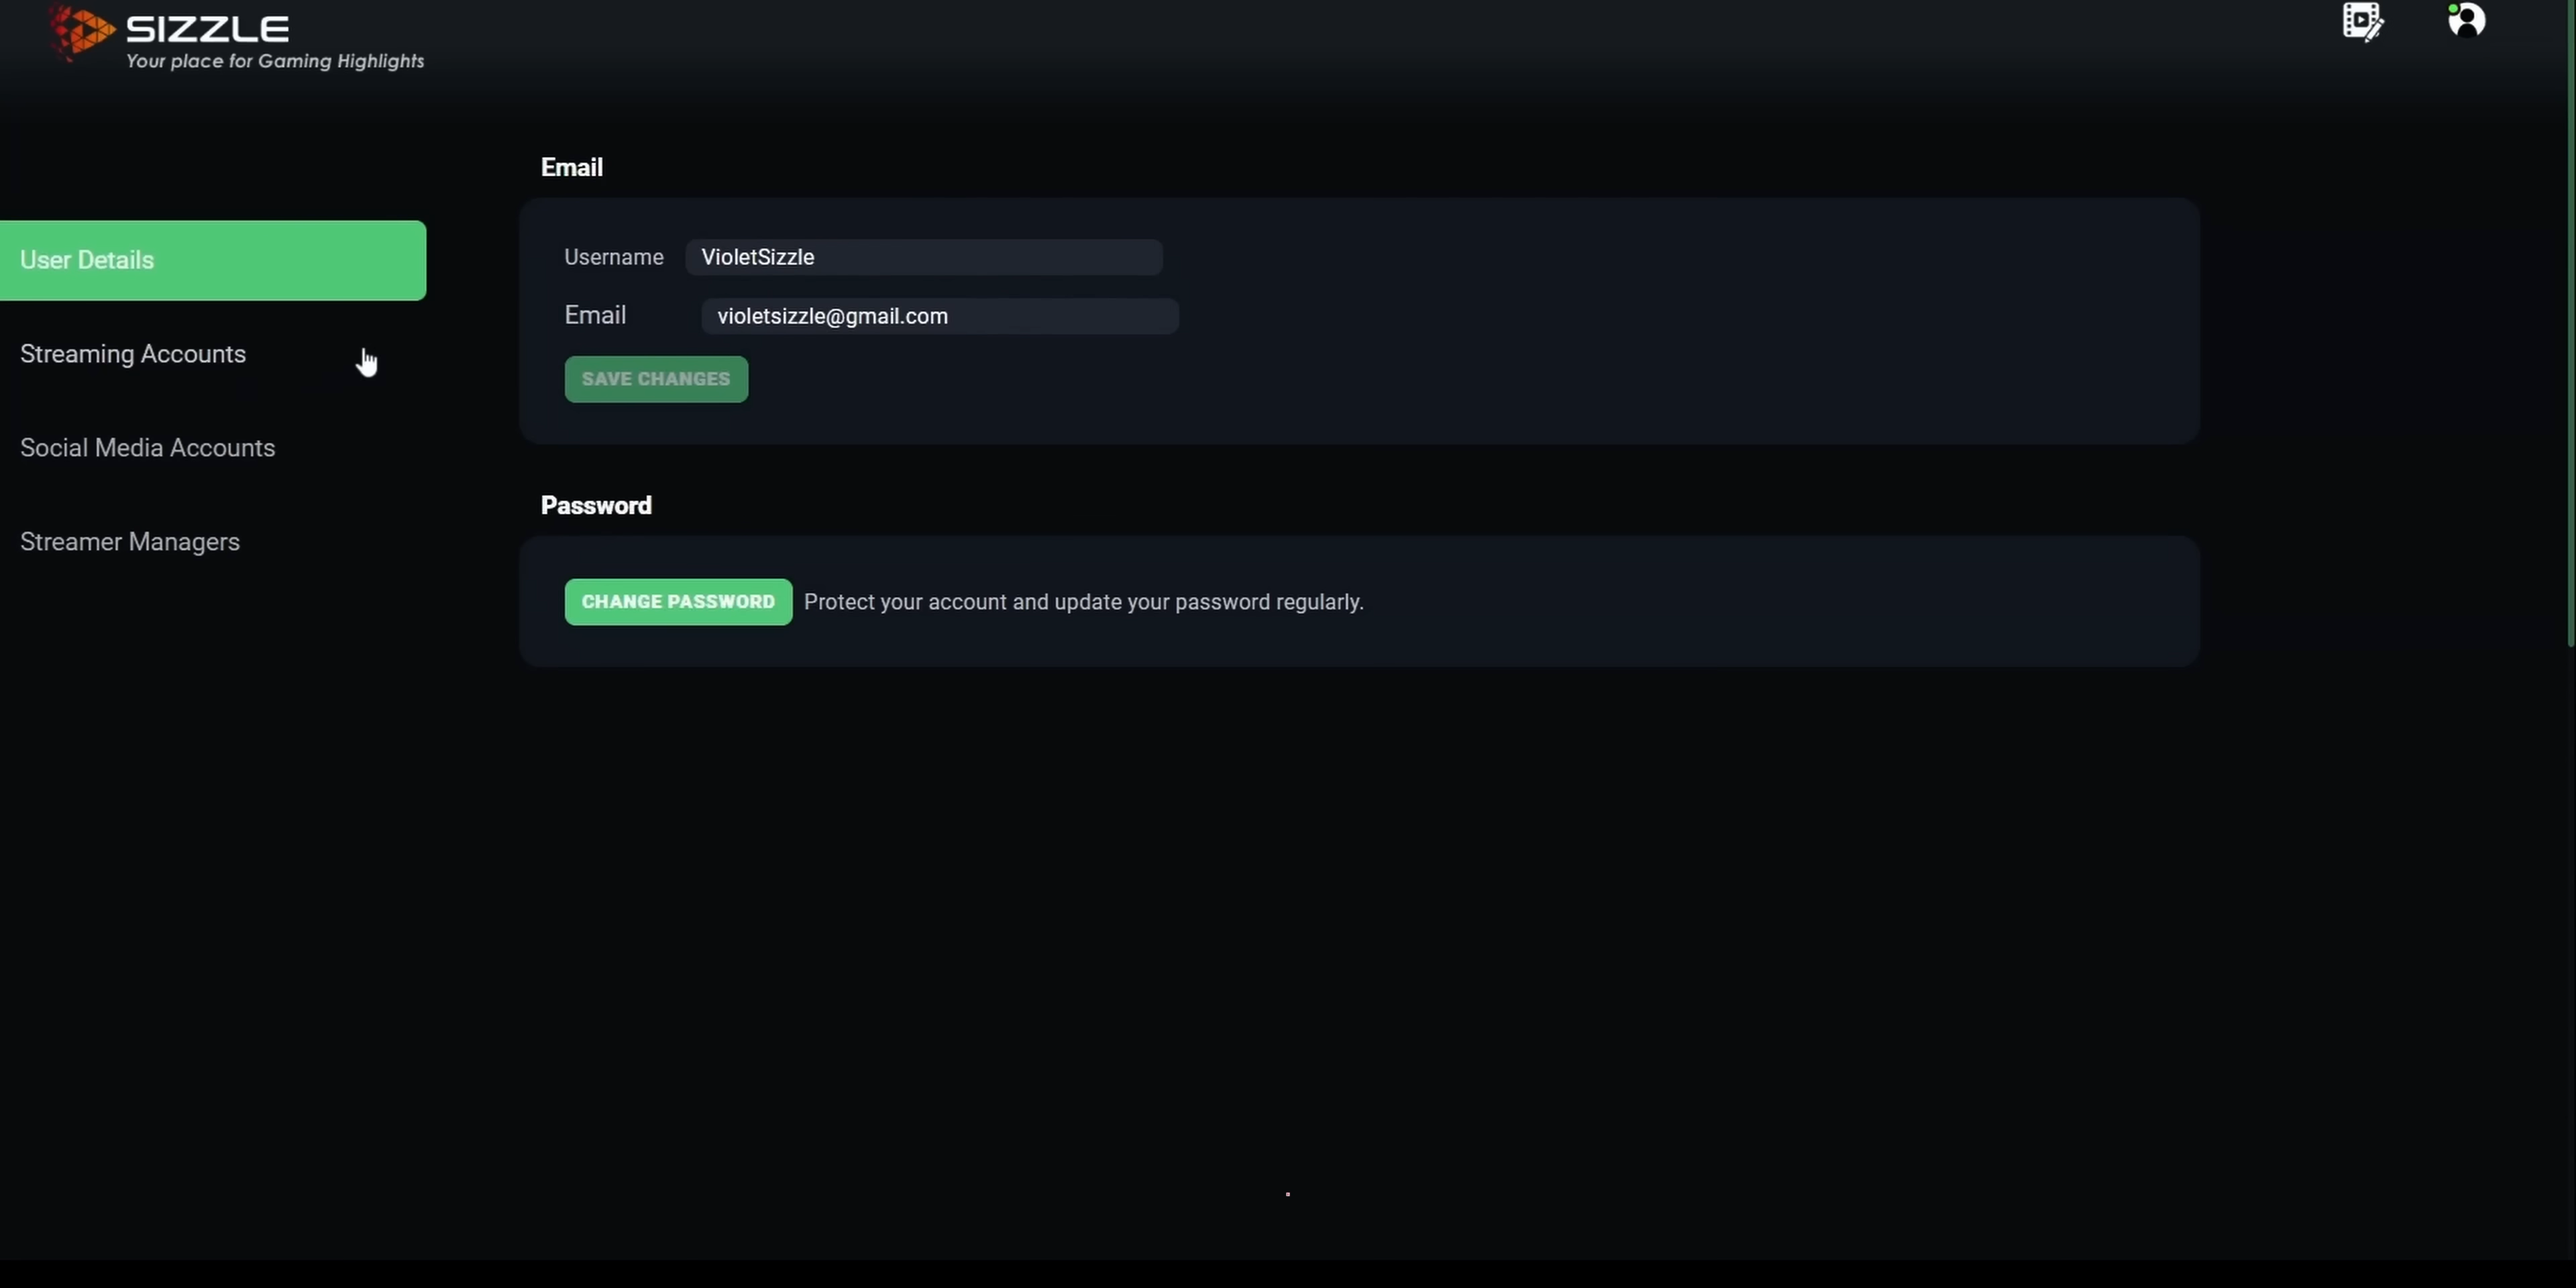 SIZZLE
Your place for Gaming Highlights
User Details
Streaming Accounts
Social Media Accounts
Streamer Managers
Email
Username VioletSizzle
Email violetsizzle@gmail.com
SAVE CHANGES
Password
CHANGE PASSWORD Protect your account and update your password regularly.